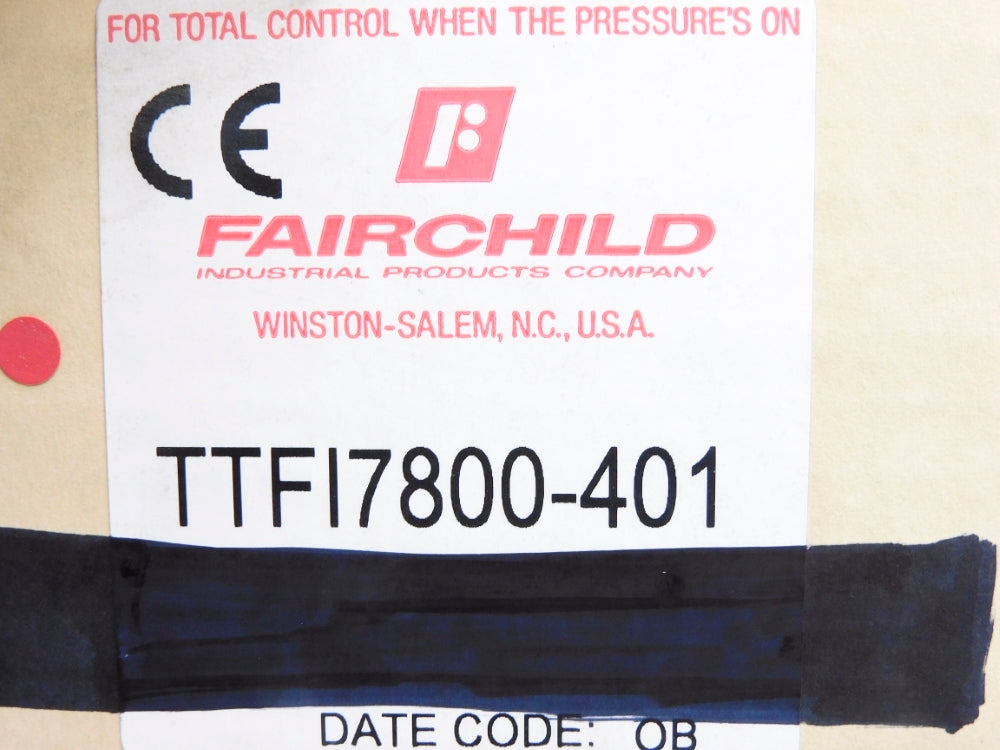 FOR TOTAL CONTROL WHEN THE PRESSURE'S ON
CE
FAIRCHILD
INDUSTRIAL PRODUCTS COMPANY
WINSTON-SALEM, N.C., U.S.A.
TTFI7800-401
DATE CODE: OB